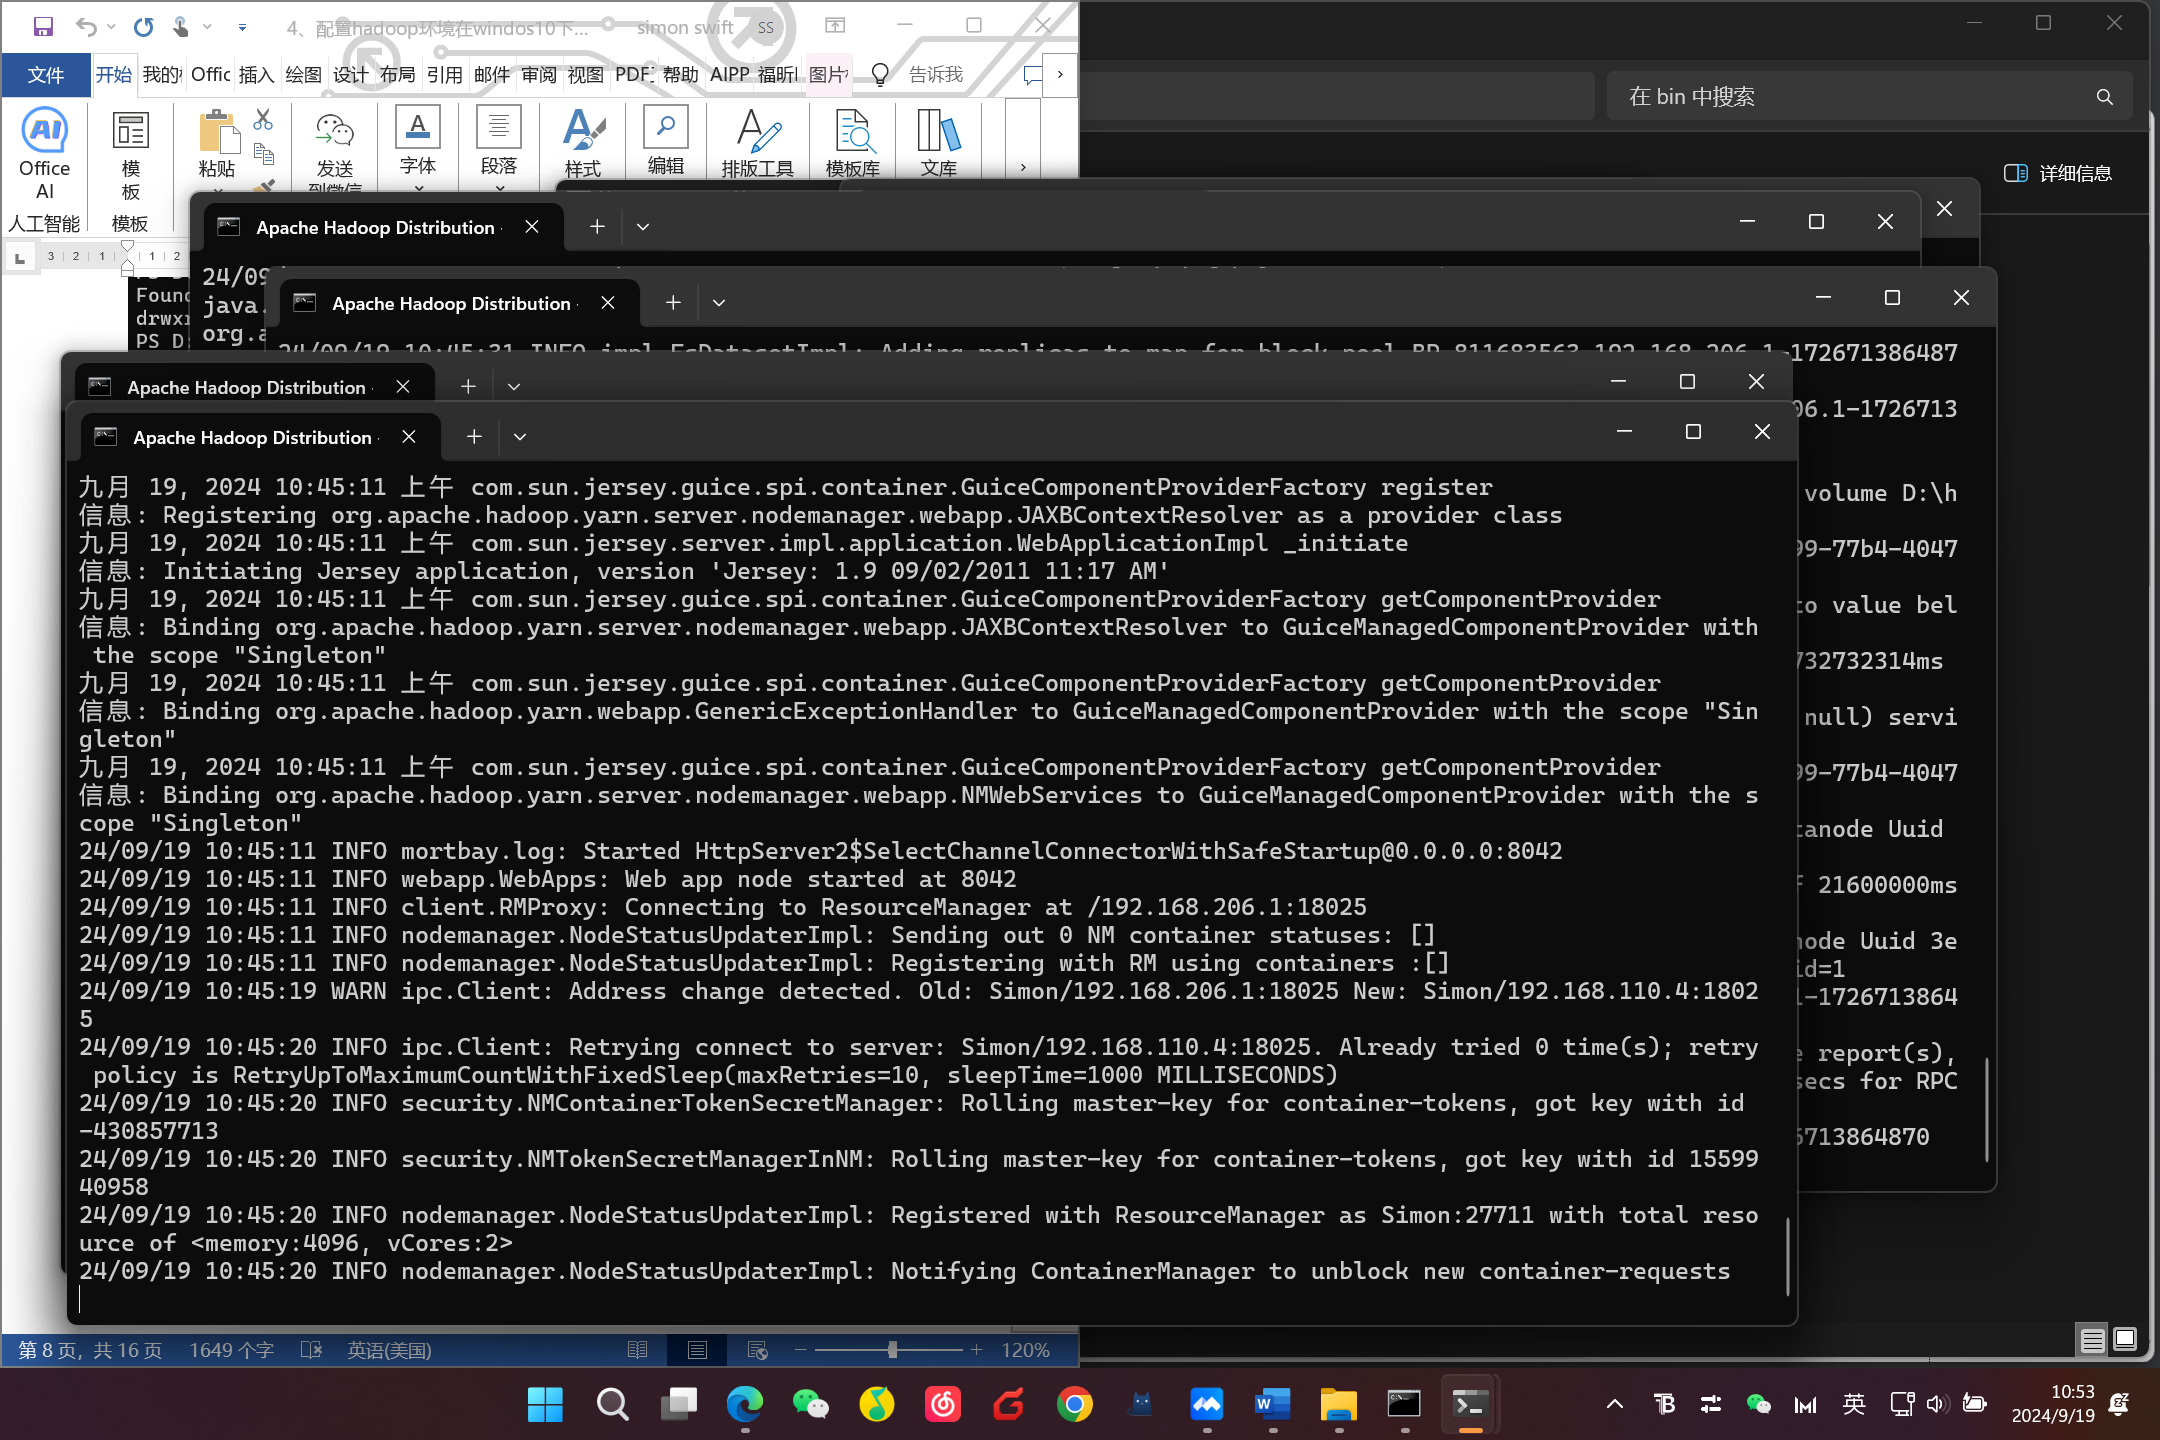 4、配置hadoop环境在windos10下...
simon swift
SS
文件
开始
我的
Offic
插入
绘图
设计
布局
引用
邮件
审阅
视图
PDF
帮助
AIPP
福昕
图片
告诉我
AI
Office
AI
人工智能
模
板
模板
粘贴
发送
到微信
字体
段落
样式
编辑
排版工具
模板库
文库
在 bin 中搜索
详细信息
3 2 1 1 2
Found
drwxr
PS D:
Apache Hadoop Distribution
24/09
java.
org.a
Apache Hadoop Distribution
24/09/19 10:45:31 INFO impl.FsDatasetImpl: Adding replicas to map for block pool BP-811683563-192.168.206.1-172671386487
06.1-1726713
volume D:\h
99-77b4-4047
to value bel
732732314ms
null) servi
99-77b4-4047
tanode Uuid
f 21600000ms
node Uuid 3e
id=1
1-1726713864
e report(s),
secs for RPC
6713864870
Apache Hadoop Distribution
Apache Hadoop Distribution
九月 19, 2024 10:45:11 上午 com.sun.jersey.guice.spi.container.GuiceComponentProviderFactory register
信息: Registering org.apache.hadoop.yarn.server.nodemanager.webapp.JAXBContextResolver as a provider class
九月 19, 2024 10:45:11 上午 com.sun.jersey.server.impl.application.WebApplicationImpl _initiate
信息: Initiating Jersey application, version 'Jersey: 1.9 09/02/2011 11:17 AM'
九月 19, 2024 10:45:11 上午 com.sun.jersey.guice.spi.container.GuiceComponentProviderFactory getComponentProvider
信息: Binding org.apache.hadoop.yarn.server.nodemanager.webapp.JAXBContextResolver to GuiceManagedComponentProvider with
 the scope "Singleton"
九月 19, 2024 10:45:11 上午 com.sun.jersey.guice.spi.container.GuiceComponentProviderFactory getComponentProvider
信息: Binding org.apache.hadoop.yarn.webapp.GenericExceptionHandler to GuiceManagedComponentProvider with the scope "Sin
gleton"
九月 19, 2024 10:45:11 上午 com.sun.jersey.guice.spi.container.GuiceComponentProviderFactory getComponentProvider
信息: Binding org.apache.hadoop.yarn.server.nodemanager.webapp.NMWebServices to GuiceManagedComponentProvider with the s
cope "Singleton"
24/09/19 10:45:11 INFO mortbay.log: Started HttpServer2$SelectChannelConnectorWithSafeStartup@0.0.0.0:8042
24/09/19 10:45:11 INFO webapp.WebApps: Web app node started at 8042
24/09/19 10:45:11 INFO client.RMProxy: Connecting to ResourceManager at /192.168.206.1:18025
24/09/19 10:45:11 INFO nodemanager.NodeStatusUpdaterImpl: Sending out 0 NM container statuses: []
24/09/19 10:45:11 INFO nodemanager.NodeStatusUpdaterImpl: Registering with RM using containers :[]
24/09/19 10:45:19 WARN ipc.Client: Address change detected. Old: Simon/192.168.206.1:18025 New: Simon/192.168.110.4:1802
5
24/09/19 10:45:20 INFO ipc.Client: Retrying connect to server: Simon/192.168.110.4:18025. Already tried 0 time(s); retry
 policy is RetryUpToMaximumCountWithFixedSleep(maxRetries=10, sleepTime=1000 MILLISECONDS)
24/09/19 10:45:20 INFO security.NMContainerTokenSecretManager: Rolling master-key for container-tokens, got key with id
-430857713
24/09/19 10:45:20 INFO security.NMTokenSecretManagerInNM: Rolling master-key for container-tokens, got key with id 15599
40958
24/09/19 10:45:20 INFO nodemanager.NodeStatusUpdaterImpl: Registered with ResourceManager as Simon:27711 with total reso
urce of <memory:4096, vCores:2>
24/09/19 10:45:20 INFO nodemanager.NodeStatusUpdaterImpl: Notifying ContainerManager to unblock new container-requests
第 8 页, 共 16 页
1649 个字
英语(美国)
120%
英
10:53
2024/9/19